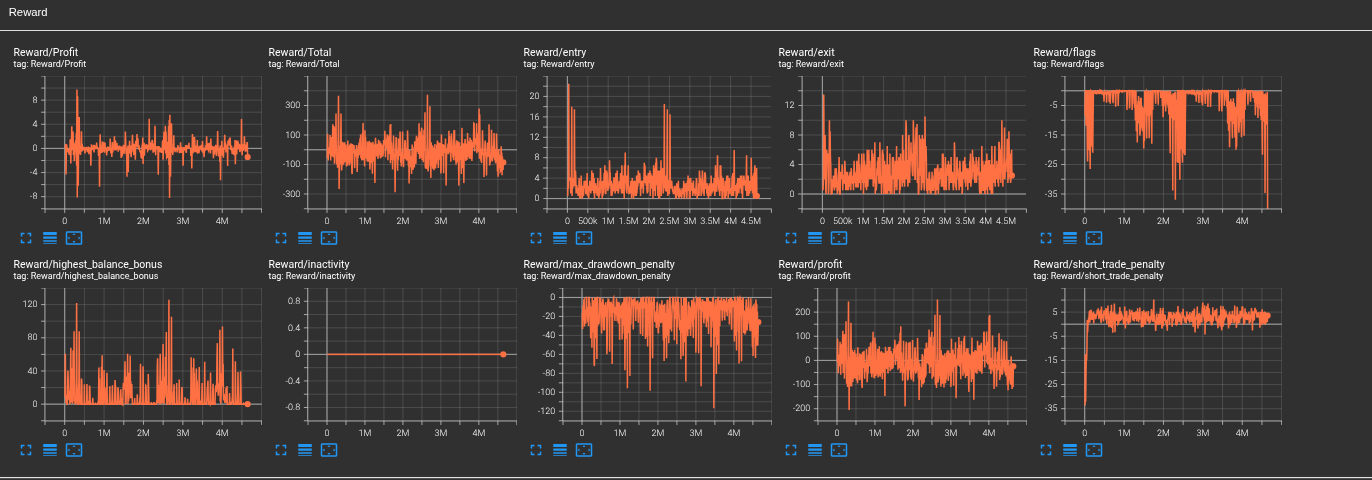 Reward
Reward/Profit
tag: Reward/Profit
8
4
0
-4
-8
0 1M 2M 3M 4M
Reward/Total
tag: Reward/Total
300
100
-100
-300
0 1M 2M 3M 4M
Reward/entry
tag: Reward/entry
20
16
12
8
4
0
0 500k 1M 1.5M 2M 2.5M 3M 3.5M 4M 4.5M
Reward/exit
tag: Reward/exit
12
8
4
0
0 500k 1M 1.5M 2M 2.5M 3M 3.5M 4M 4.5M
Reward/flags
tag: Reward/flags
-5
-15
-25
-35
0 1M 2M 3M 4M
Reward/highest_balance_bonus
tag: Reward/highest_balance_bonus
120
80
40
0
0 1M 2M 3M 4M
Reward/inactivity
tag: Reward/inactivity
0.8
0.4
0
-0.4
-0.8
0 1M 2M 3M 4M
Reward/max_drawdown_penalty
tag: Reward/max_drawdown_penalty
0
-20
-40
-60
-80
-100
-120
0 1M 2M 3M 4M
Reward/profit
tag: Reward/profit
200
100
0
-100
-200
1M 2M 3M 4M
Reward/short_trade_penalty
tag: Reward/short_trade_penalty
5
-5
-15
-25
-35
0 1M 2M 3M 4M